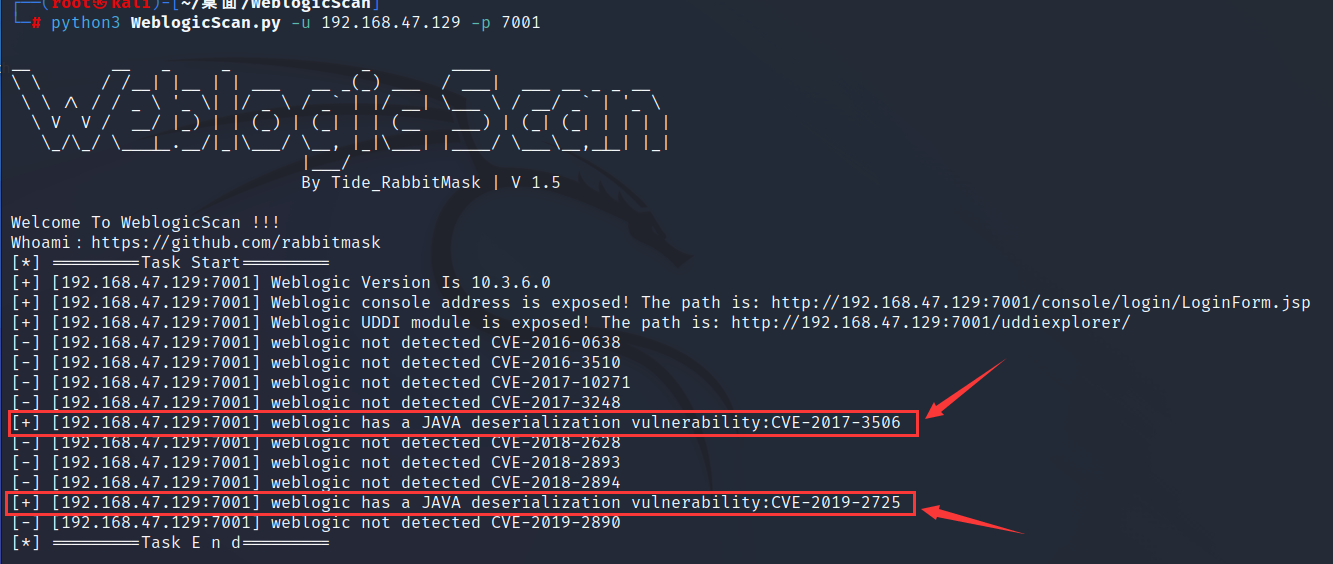 ┌──(root㉿kali)-[~/桌面/WeblogicScan]
└─# python3 WeblogicScan.py -u 192.168.47.129 -p 7001
Weblogic Scan
By Tide_RabbitMask | V 1.5
Welcome To WeblogicScan !!!
Whoami：https://github.com/rabbitmask
[*] =========Task Start=========
[+] [192.168.47.129:7001] Weblogic Version Is 10.3.6.0
[+] [192.168.47.129:7001] Weblogic console address is exposed! The path is: http://192.168.47.129:7001/console/login/LoginForm.jsp
[+] [192.168.47.129:7001] Weblogic UDDI module is exposed! The path is: http://192.168.47.129:7001/uddiexplorer/
[-] [192.168.47.129:7001] weblogic not detected CVE-2016-0638
[-] [192.168.47.129:7001] weblogic not detected CVE-2016-3510
[-] [192.168.47.129:7001] weblogic not detected CVE-2017-10271
[-] [192.168.47.129:7001] weblogic not detected CVE-2017-3248
[+] [192.168.47.129:7001] weblogic has a JAVA deserialization vulnerability:CVE-2017-3506
[-] [192.168.47.129:7001] weblogic not detected CVE-2018-2628
[-] [192.168.47.129:7001] weblogic not detected CVE-2018-2893
[-] [192.168.47.129:7001] weblogic not detected CVE-2018-2894
[+] [192.168.47.129:7001] weblogic has a JAVA deserialization vulnerability:CVE-2019-2725
[-] [192.168.47.129:7001] weblogic not detected CVE-2019-2890
[*] =========Task E n d=========